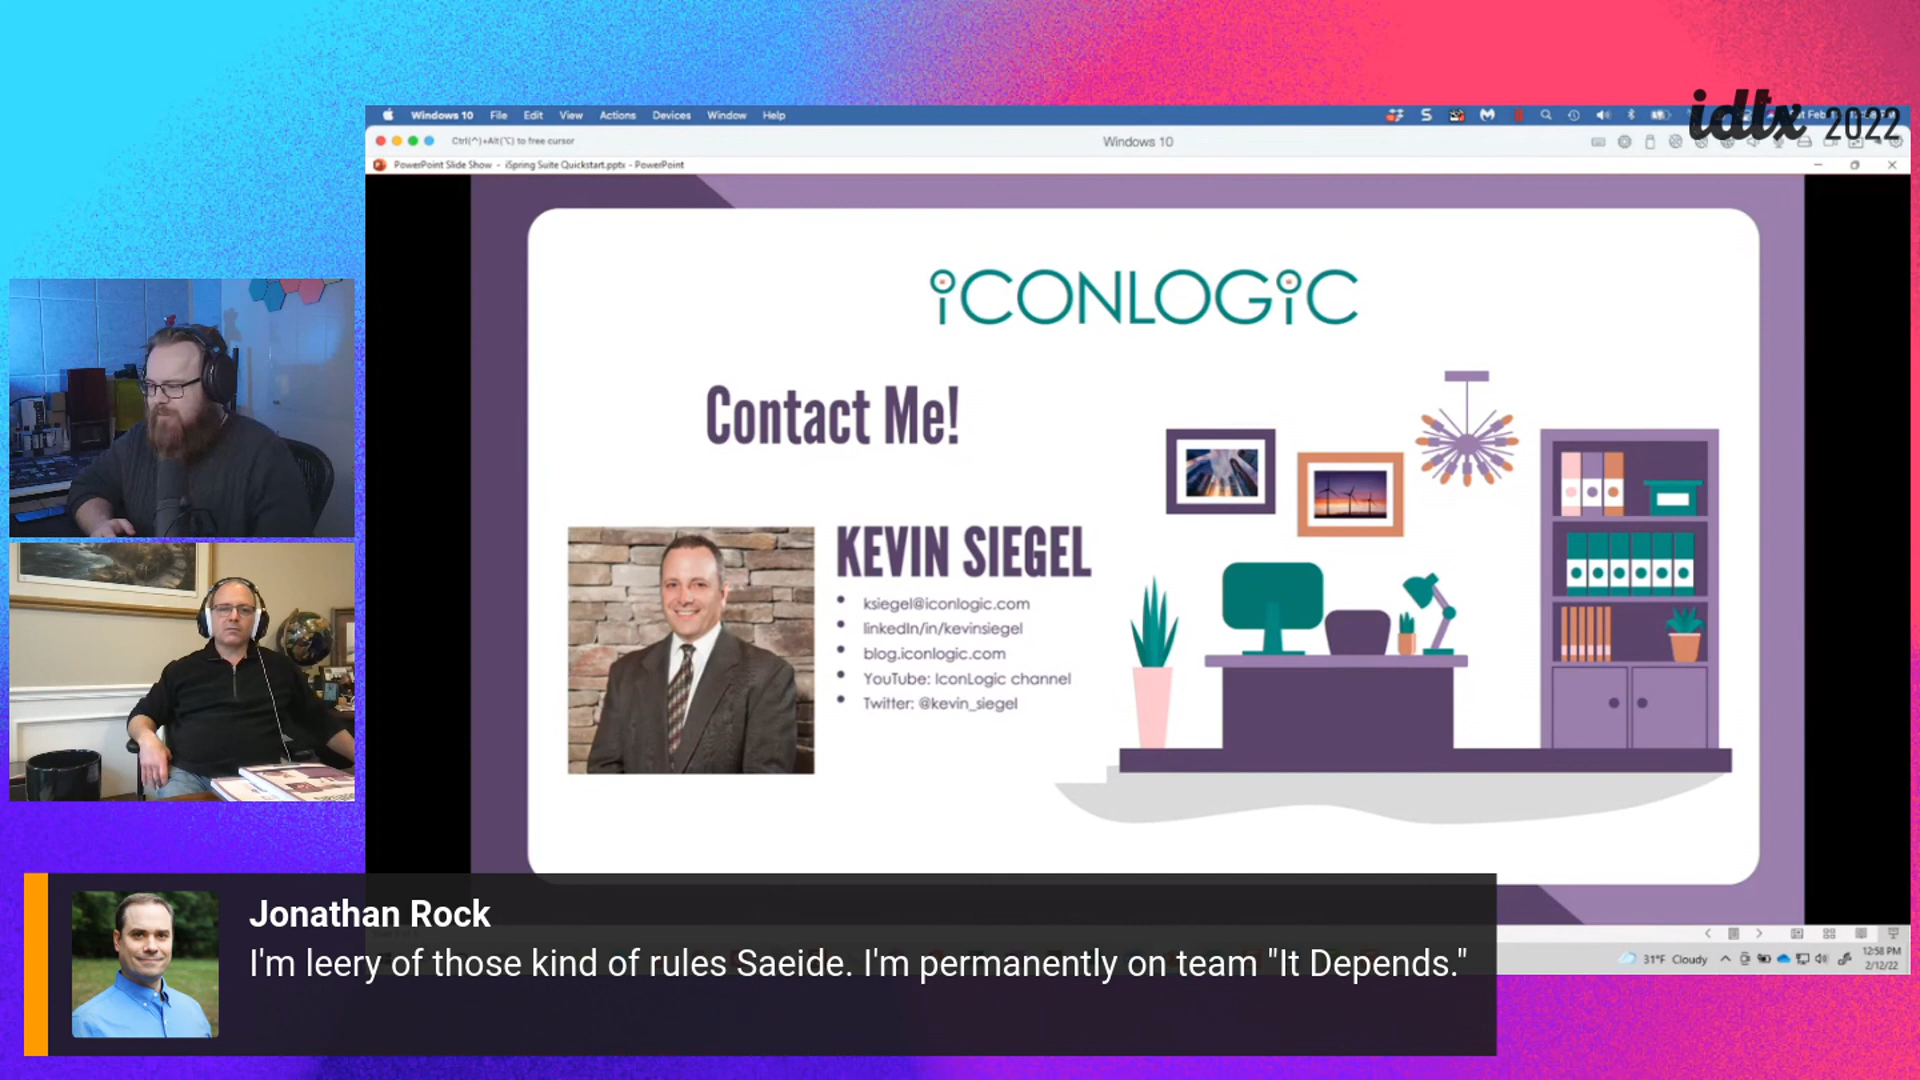 idtx 2022
Windows 10 File Edit View Actions Devices Window Help
Ctrl(^)+Alt(⌥) to free cursor
Windows 10
PowerPoint Slide Show - iSpring Suite Quickstart.pptx - PowerPoint
iCONLOGiC
Contact Me!
KEVIN SIEGEL
• ksiegel@iconlogic.com
• linkedIn/in/kevinsiegel
• blog.iconlogic.com
• YouTube: IconLogic channel
• Twitter: @kevin_siegel
Jonathan Rock
I'm leery of those kind of rules Saeide. I'm permanently on team "It Depends."
31°F Cloudy
12:58 PM
2/12/22